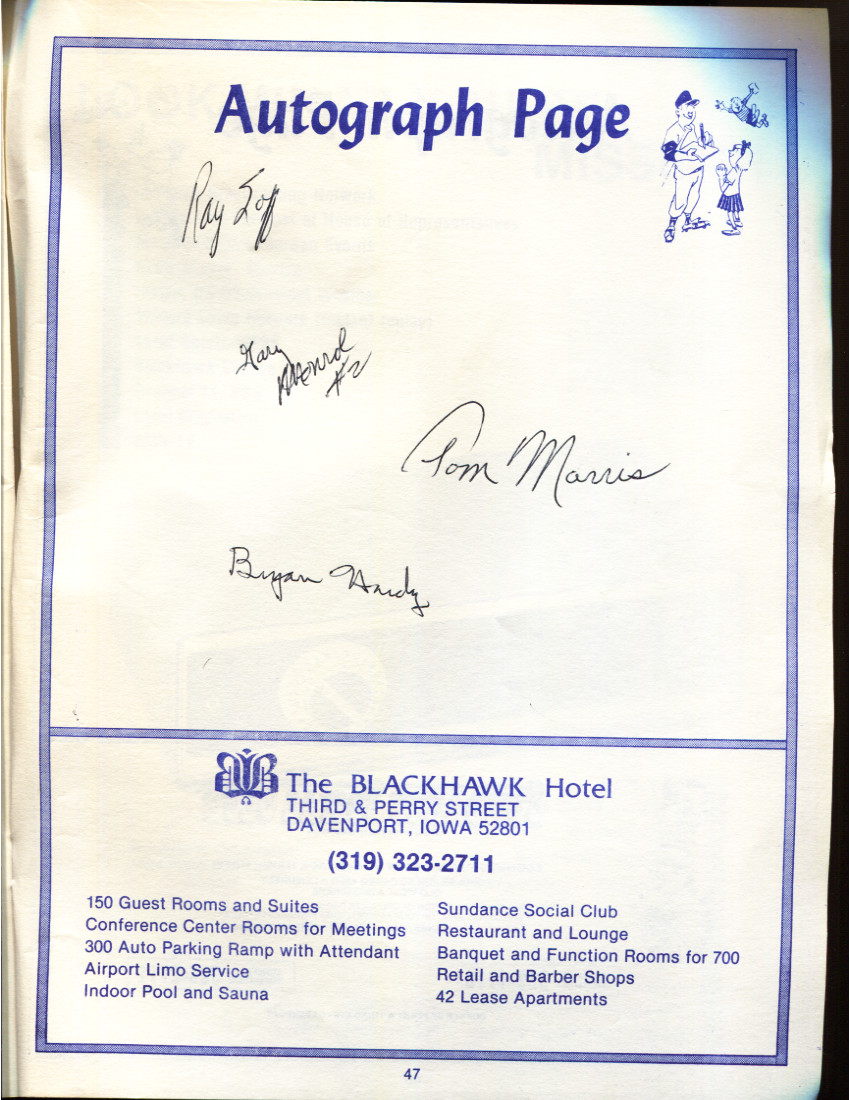 Autograph Page
Ray
Gary
#2
Tom Marris
Bryan Hardy
The BLACKHAWK Hotel
THIRD & PERRY STREET
DAVENPORT, IOWA 52801
(319) 323-2711
150 Guest Rooms and Suites
Conference Center Rooms for Meetings
300 Auto Parking Ramp with Attendant
Airport Limo Service
Indoor Pool and Sauna
Sundance Social Club
Restaurant and Lounge
Banquet and Function Rooms for 700
Retail and Barber Shops
42 Lease Apartments
47